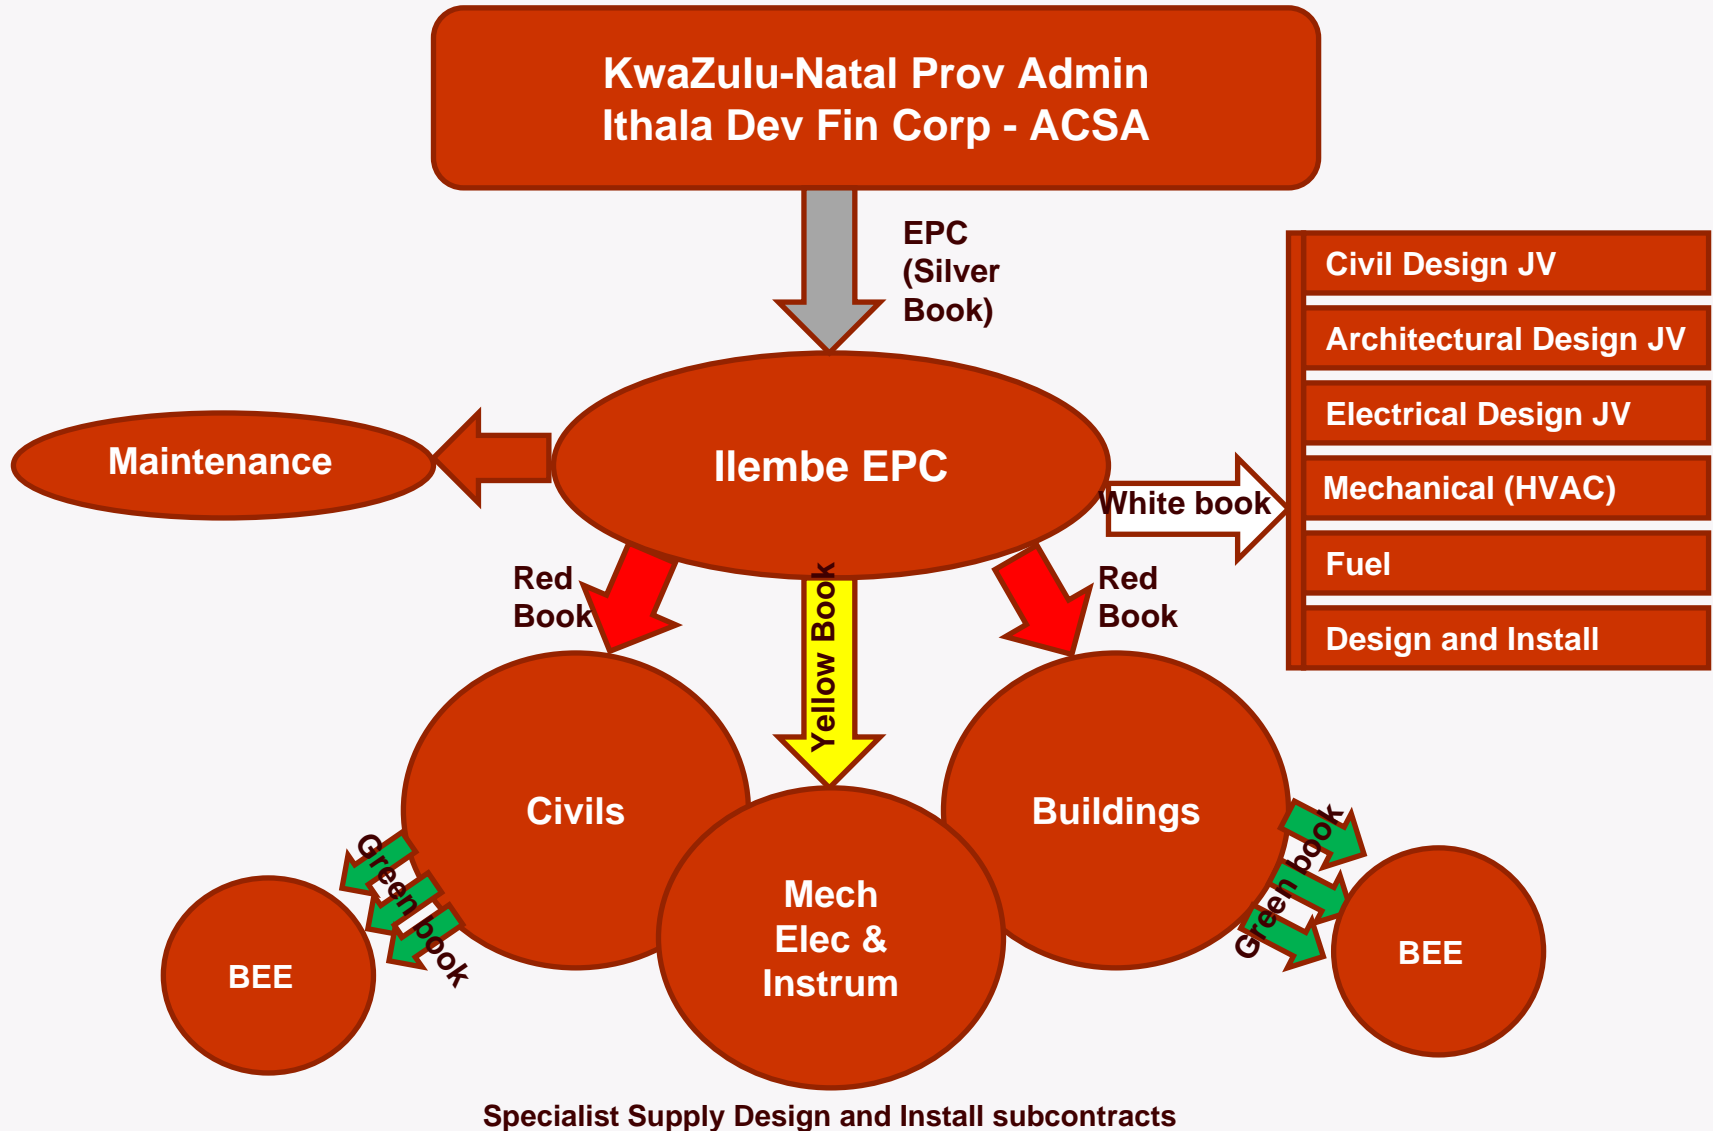 KwaZulu-Natal Prov Admin
Ithala Dev Fin Corp - ACSA
EPC
(Silver
Book)
Civil Design JV
Architectural Design JV
Electrical Design JV
Mechanical (HVAC)
Fuel
Design and Install
Maintenance
Ilembe EPC
White book
Red
Book
Yellow Book
Red
Book
Civils
Buildings
Mech
Elec &
Instrum
Green book
Green book
BEE
BEE
Specialist Supply Design and Install subcontracts